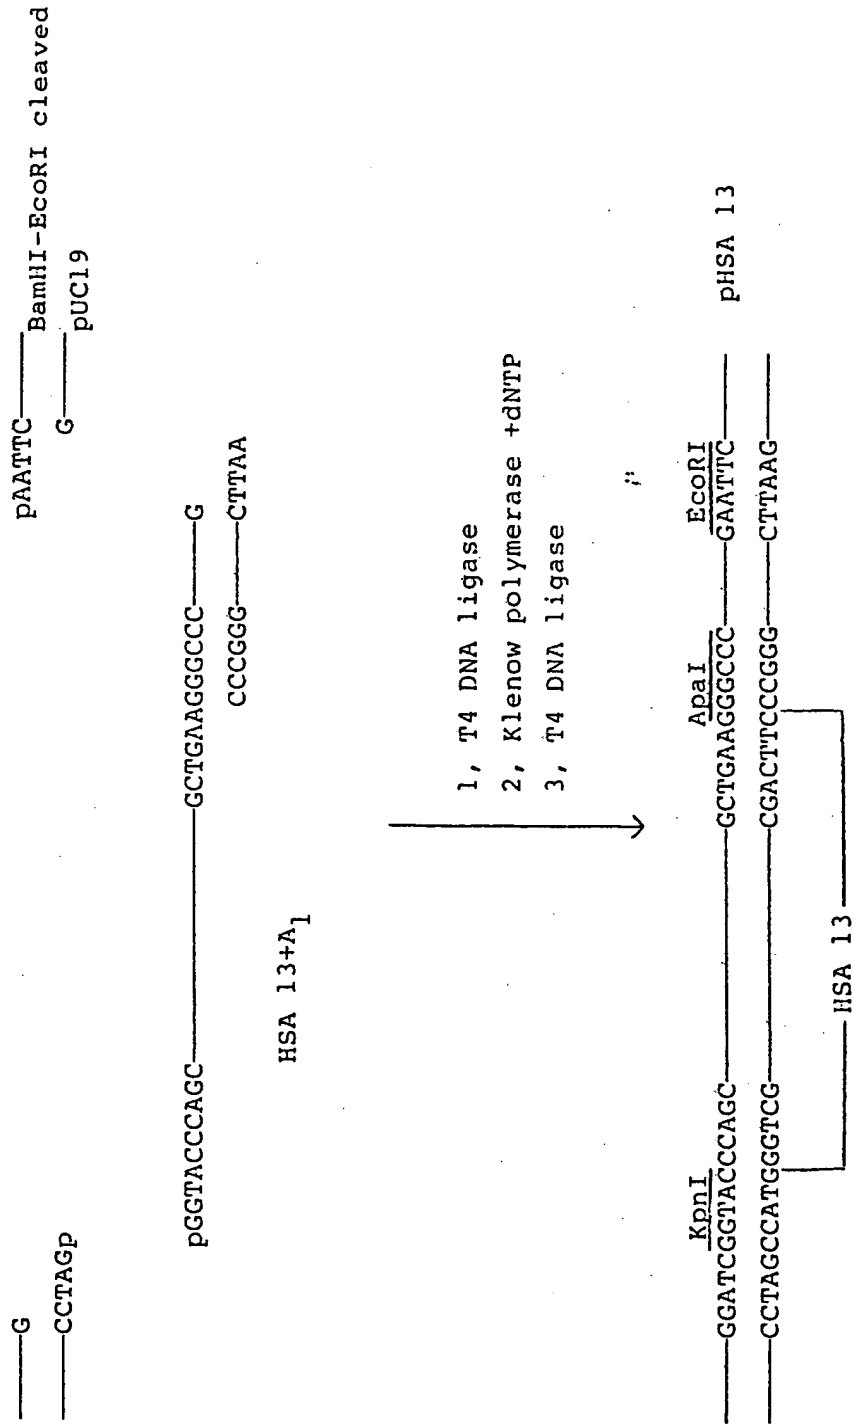 G
pAATTC
BamHI-EcoRI cleaved
CCTAGp
G
pUC19
pGGTACCCAGC
GCTGAAGGGCCC
G
CCCGGG
CTTAA
HSA 13+A1
1, T4 DNA ligase
2, Klenow polymerase +dNTP
3, T4 DNA ligase
KpnI
ApaI
EcoRI
GGATCGGTACCCAGC
GCTGAAGGGCCC
GAATTC
pHSA 13
CCTAGCCATGGGTCG
CGACTTCCCGGG
CTTAAG
HSA 13